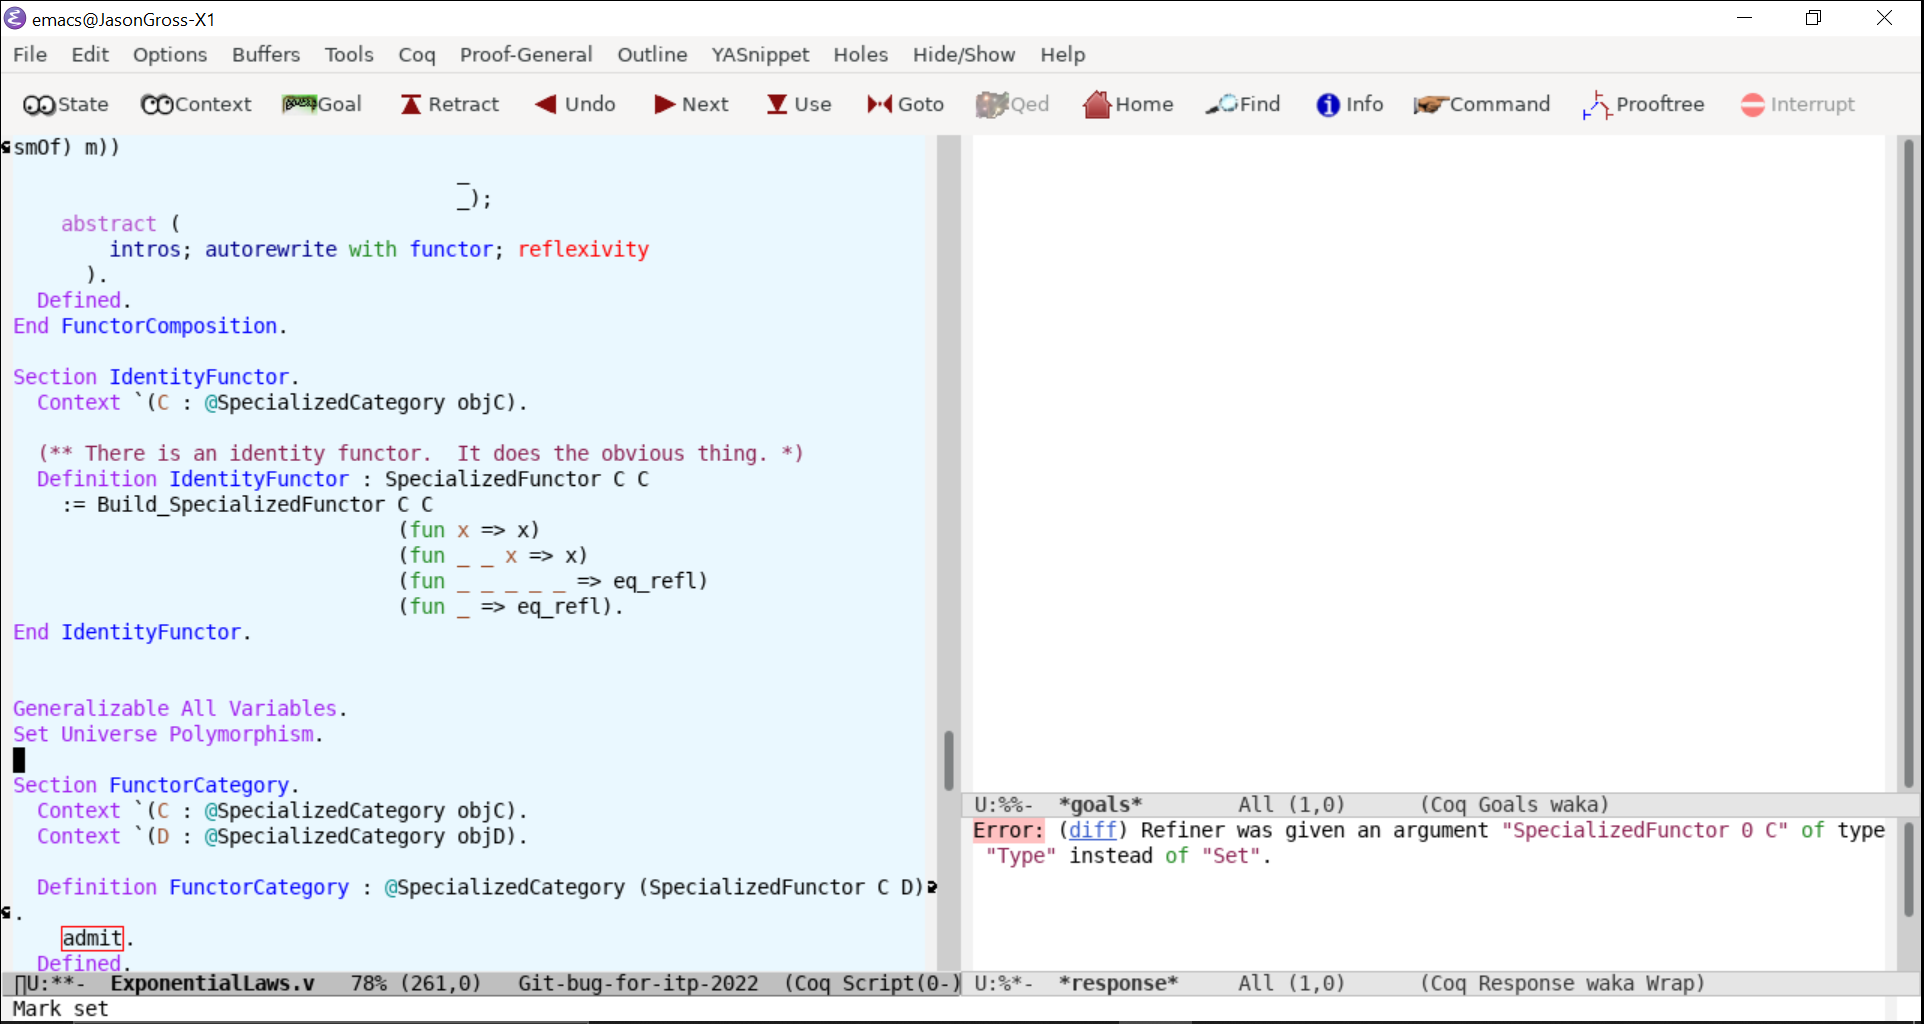 emacs@JasonGross-X1
File Edit Options Buffers Tools Coq Proof-General Outline YASnippet Holes Hide/Show Help
State Context Goal Retract Undo Next Use Goto Qed Home Find Info Command Prooftree Interrupt
smOf) m))
_
_);
abstract (
intros; autorewrite with functor; reflexivity
).
Defined.
End FunctorComposition.
Section IdentityFunctor.
Context `(C : @SpecializedCategory objC).
(** There is an identity functor.  It does the obvious thing. *)
Definition IdentityFunctor : SpecializedFunctor C C
:= Build_SpecializedFunctor C C
(fun x => x)
(fun _ _ x => x)
(fun _ _ _ _ _ => eq_refl)
(fun _ => eq_refl).
End IdentityFunctor.
Generalizable All Variables.
Set Universe Polymorphism.
Section FunctorCategory.
Context `(C : @SpecializedCategory objC).
Context `(D : @SpecializedCategory objD).
Definition FunctorCategory : @SpecializedCategory (SpecializedFunctor C D)
.
admit.
Defined.
U:**-  ExponentialLaws.v   78% (261,0)   Git-bug-for-itp-2022  (Coq Script(0-)
Mark set
U:%%-  *goals*        All (1,0)      (Coq Goals waka)
Error: (diff) Refiner was given an argument "SpecializedFunctor 0 C" of type
"Type" instead of "Set".
U:%*-  *response*     All (1,0)      (Coq Response waka Wrap)